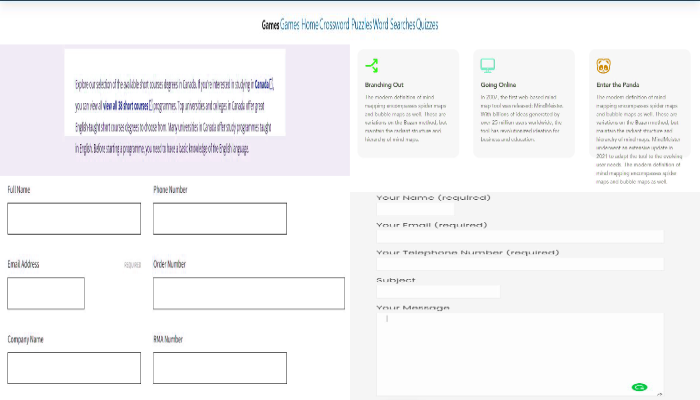 Games Games Home Crossword Puzzles Word Searches Quizzes
Explore our selection of the available short courses degrees in Canada. If you're interested in studying in Canada,
you can view all 38 short courses programmes. Top universities and colleges in Canada offer great
English taught short courses degrees to choose from. Many universities in Canada offer study programmes taught
in English. Before starting a programme, you need to have a basic knowledge of the English language.
Branching Out
The modern definition of mind
mapping encompasses spider maps
and bubble maps as well. These are
variations on the Buzan method, but
maintain the radiant structure and
hierarchy of mind maps.
Going Online
In 2007, the first web-based mind
map tool was released: MindMeister.
With billions of ideas generated by
over 25 million users worldwide, the
tool has revolutionized ideation for
business and education.
Enter the Panda
The modern definition of mind
mapping encompasses spider maps
and bubble maps as well. These are
variations on the Buzan method, but
maintain the radiant structure and
hierarchy of mind maps. MindMeister
underwent an extensive update in
2021 to adapt the tool to the evolving
user needs. The modern definition of
mind mapping encompasses spider
maps and bubble maps as well.
Full Name
Phone Number
Email Address
REQUIRED
Order Number
Company Name
RMA Number
Your Name (required)
Your Email (required)
Your Telephone Number (required)
Subject
Your Message